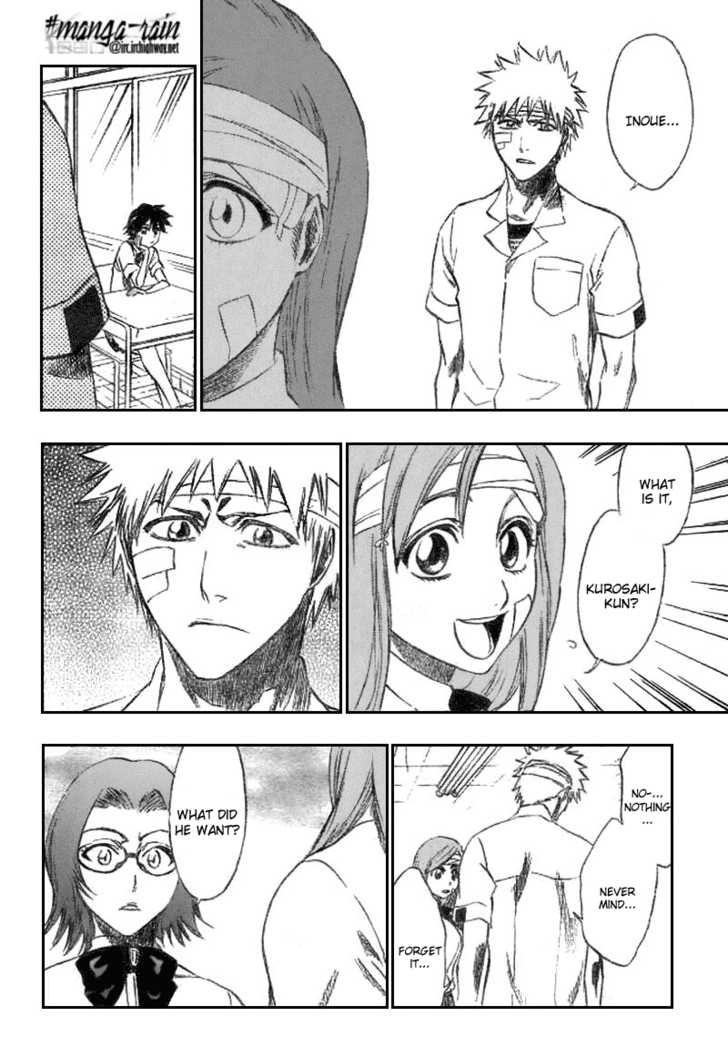 #manga-rain
@irc.irchighway.net
INOUE...
WHAT
IS IT,
KUROSAKI-
KUN?
NO-...
NOTHING
...
NEVER
MIND...
FORGET
IT...
WHAT DID
HE WANT?